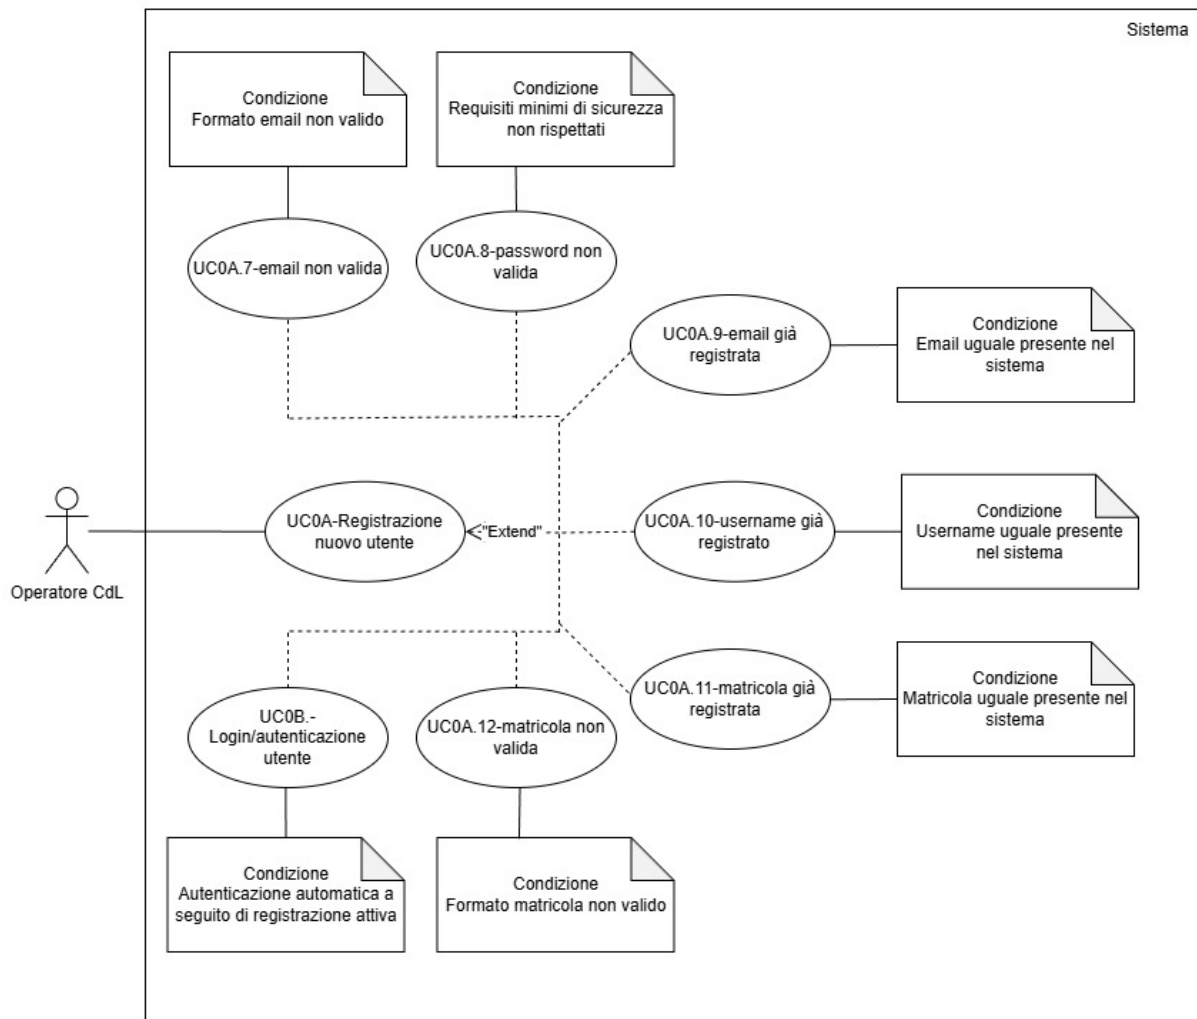 Sistema
Condizione
Formato email non valido
Condizione
Requisiti minimi di sicurezza
non rispettati
UC0A.7-email non valida
UC0A.8-password non
valida
UC0A.9-email già
registrata
Condizione
Email uguale presente nel
sistema
Operatore CdL
UC0A-Registrazione
nuovo utente
"Extend"
UC0A.10-username già
registrato
Condizione
Username uguale presente
nel sistema
UC0A.11-matricola già
registrata
Condizione
Matricola uguale presente nel
sistema
UC0B.-
Login/autenticazione
utente
UC0A.12-matricola non
valida
Condizione
Autenticazione automatica a
seguito di registrazione attiva
Condizione
Formato matricola non valido